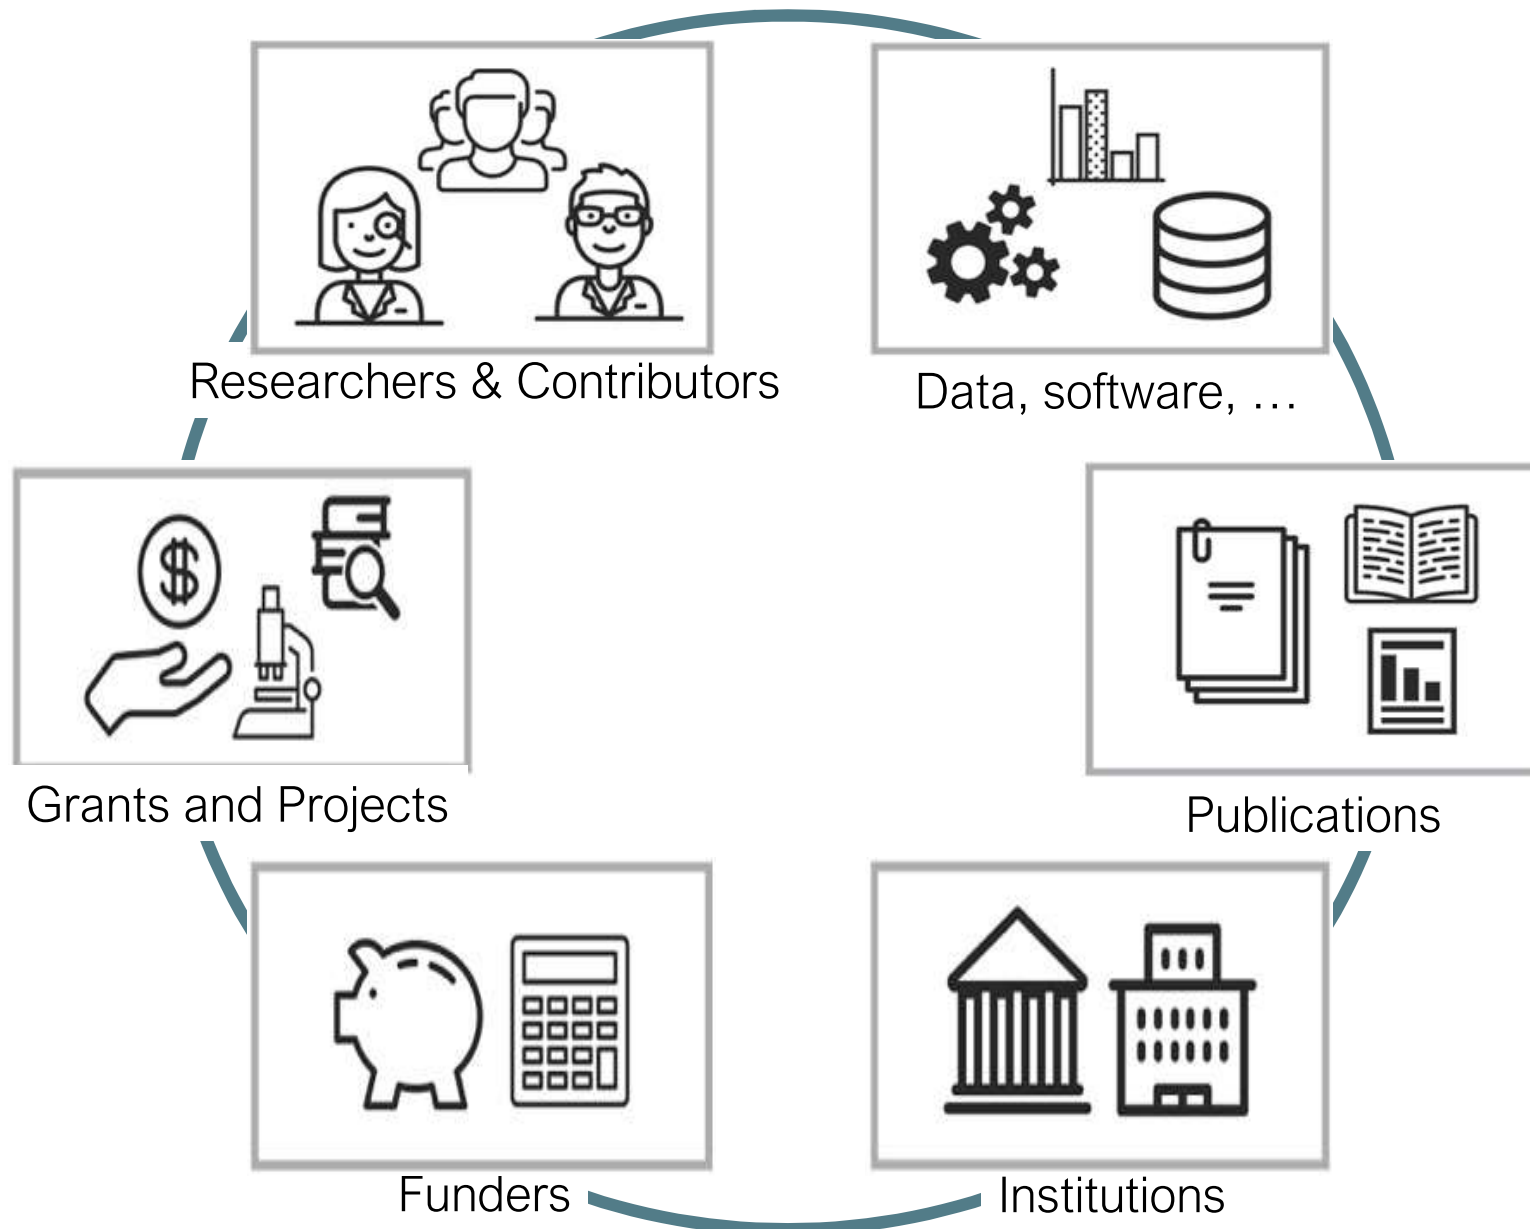 Researchers & Contributors
Data, software, …
$
Grants and Projects
Publications
Funders
Institutions